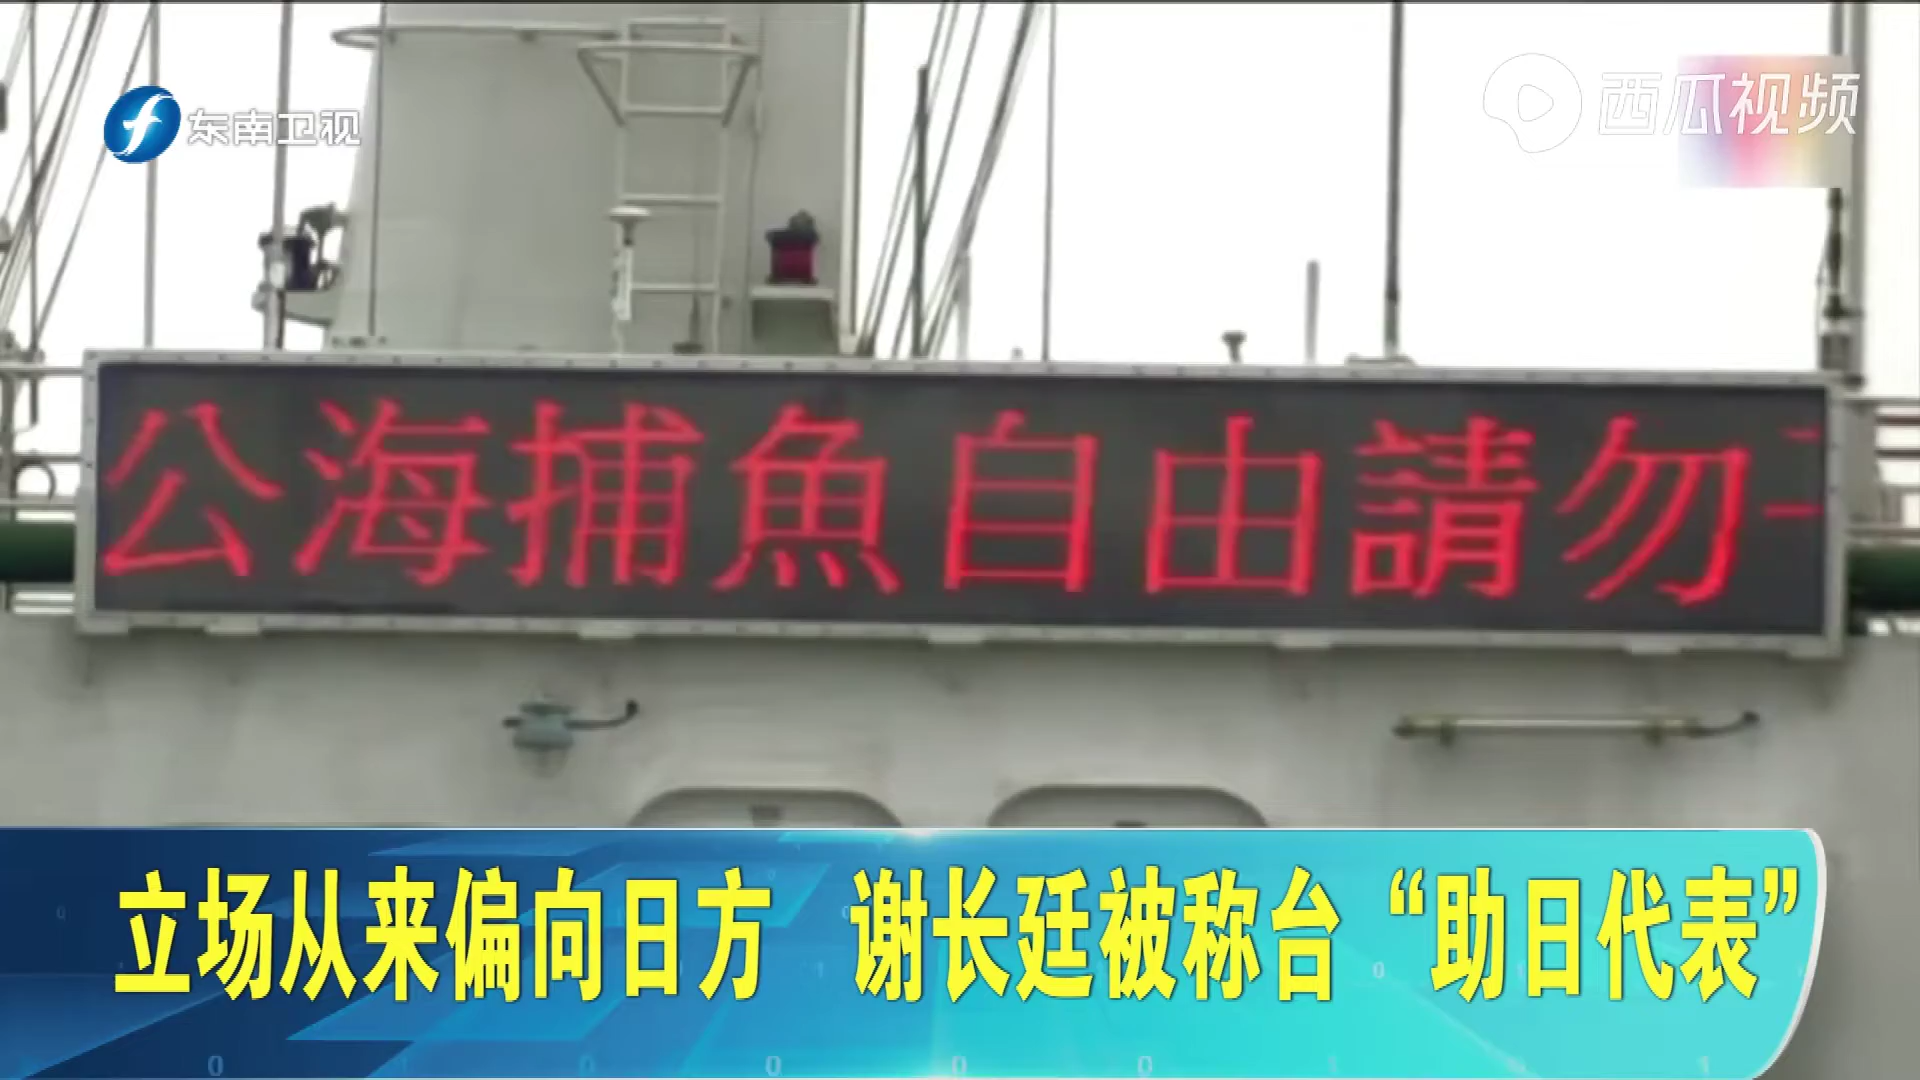 东南卫视
西瓜视频
公海捕魚自由請勿
立场从来偏向日方 谢长廷被称台“助日代表”